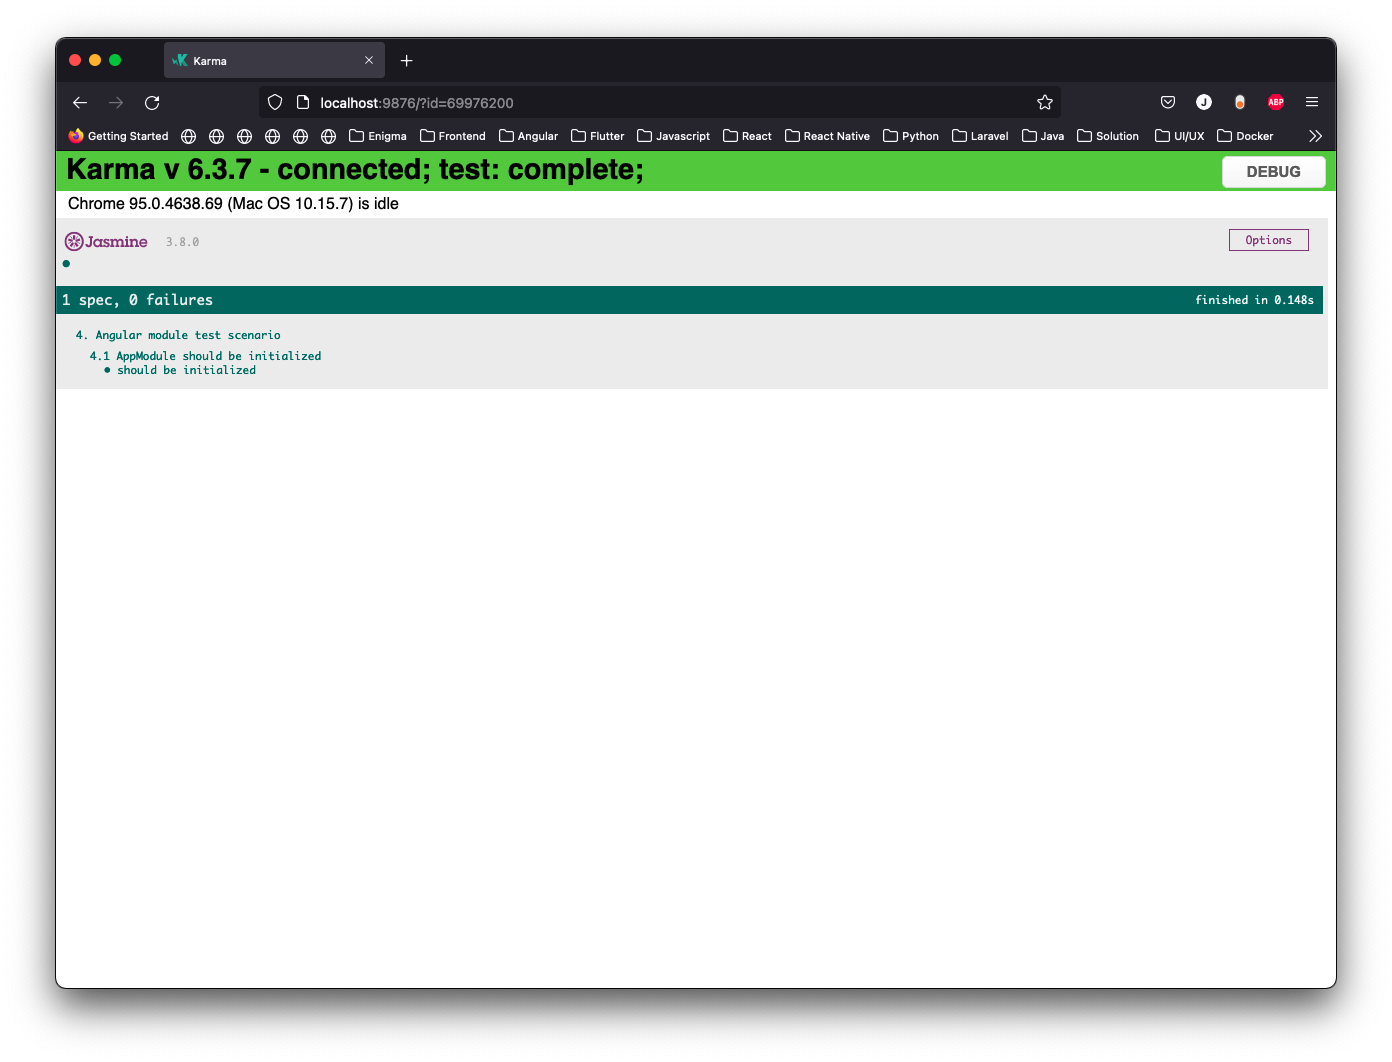 Karma
localhost:9876/?id=69976200
J
ABP
Getting Started Enigma Frontend Angular Flutter Javascript React React Native Python Laravel Java Solution UI/UX Docker
Karma v 6.3.7 - connected; test: complete;
DEBUG
Chrome 95.0.4638.69 (Mac OS 10.15.7) is idle
Jasmine 3.8.0
Options
1 spec, 0 failures
finished in 0.148s
4. Angular module test scenario
4.1 AppModule should be initialized
• should be initialized